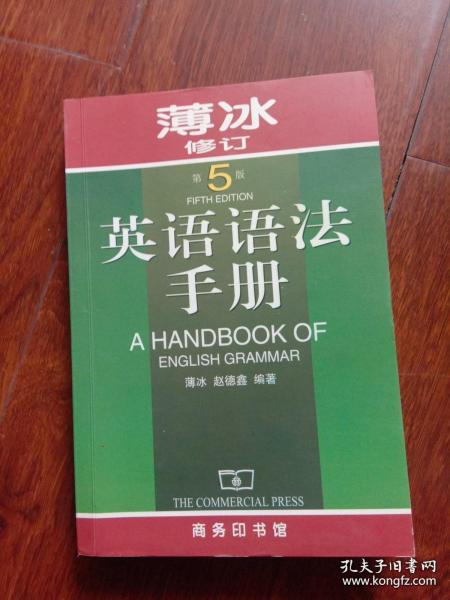 薄冰
修订
第5版
FIFTH EDITION
英语语法
手册
A HANDBOOK OF
ENGLISH GRAMMAR
薄冰 赵德鑫 编著
THE COMMERCIAL PRESS
商务印书馆
孔夫子旧书网
www.kongfz.com